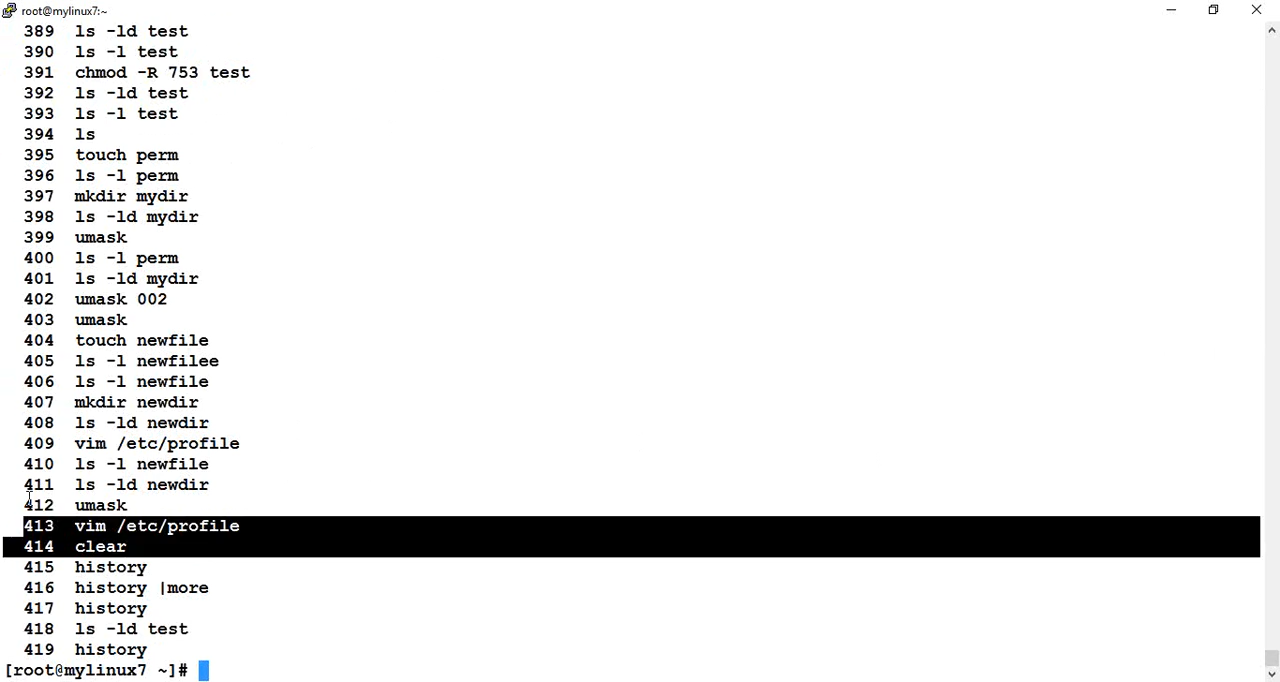 root@mylinux7:~
389 ls -ld test
390 ls -l test
391 chmod -R 753 test
392 ls -ld test
393 ls -l test
394 ls
395 touch perm
396 ls -l perm
397 mkdir mydir
398 ls -ld mydir
399 umask
400 ls -l perm
401 ls -ld mydir
402 umask 002
403 umask
404 touch newfile
405 ls -l newfilee
406 ls -l newfile
407 mkdir newdir
408 ls -ld newdir
409 vim /etc/profile
410 ls -l newfile
411 ls -ld newdir
412 umask
413 vim /etc/profile
414 clear
415 history
416 history |more
417 history
418 ls -ld test
419 history
[root@mylinux7 ~]#